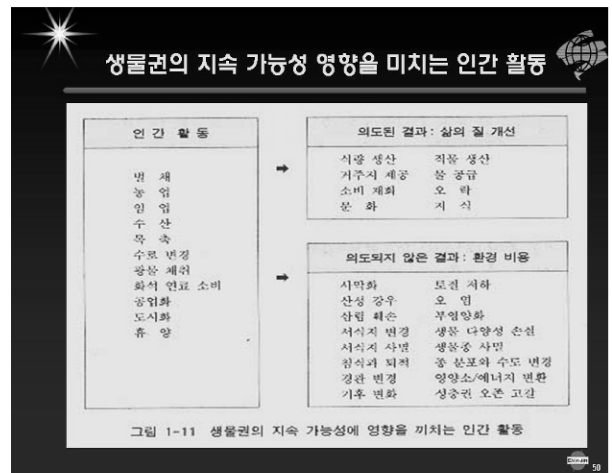 생물권의 지속 가능성 영향을 미치는 인간 활동
인간 활동
벌 채
농 업
임 업
수 산
목 축
수로 변경
광물 채취
화석 연료 소비
공업화
도시화
휴 양
의도된 결과: 삶의 질 개선
식량 생산 직물 생산
거주지 제공 물 공급
소비 재화 오 락
문 화 지 식
의도되지 않은 결과: 환경 비용
사막화 토질 저하
산성 강우 오 염
산림 훼손 부영양화
서식지 변경 생물 다양성 손실
서식지 사멸 생물종 사멸
침식과 퇴적 종 분포와 수도 변경
경관 변경 영양소/에너지 변환
기후 변화 성층권 오존 고갈
그림 1-11 생물권의 지속 가능성에 영향을 끼치는 인간 활동
50